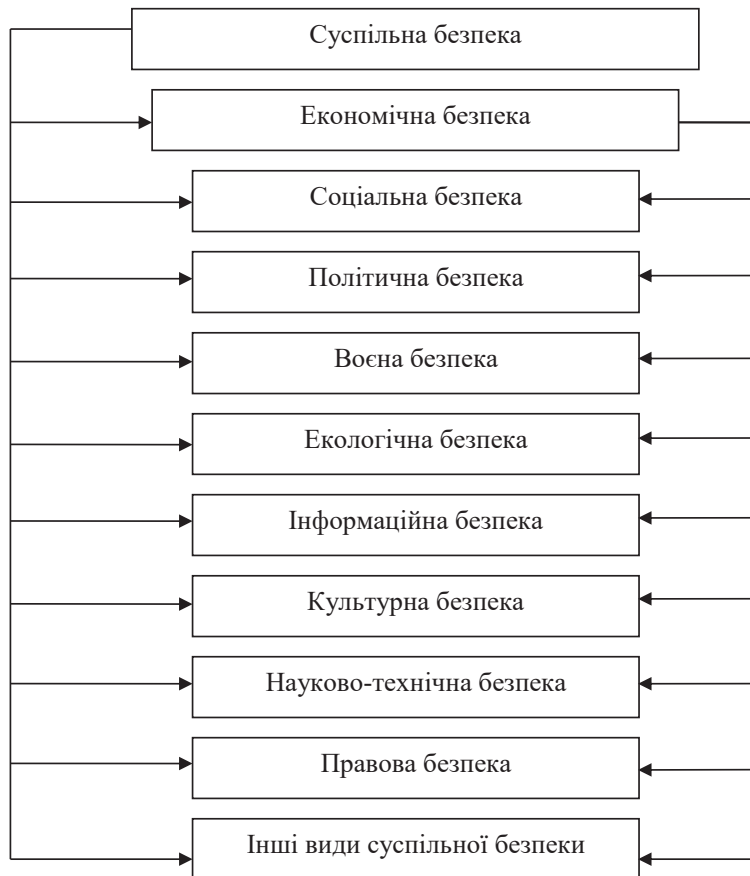 Суспільна безпека
Економічна безпека
Соціальна безпека
Політична безпека
Воєна безпека
Екологічна безпека
Інформаційна безпека
Культурна безпека
Науково-технічна безпека
Правова безпека
Інші види суспільної безпеки